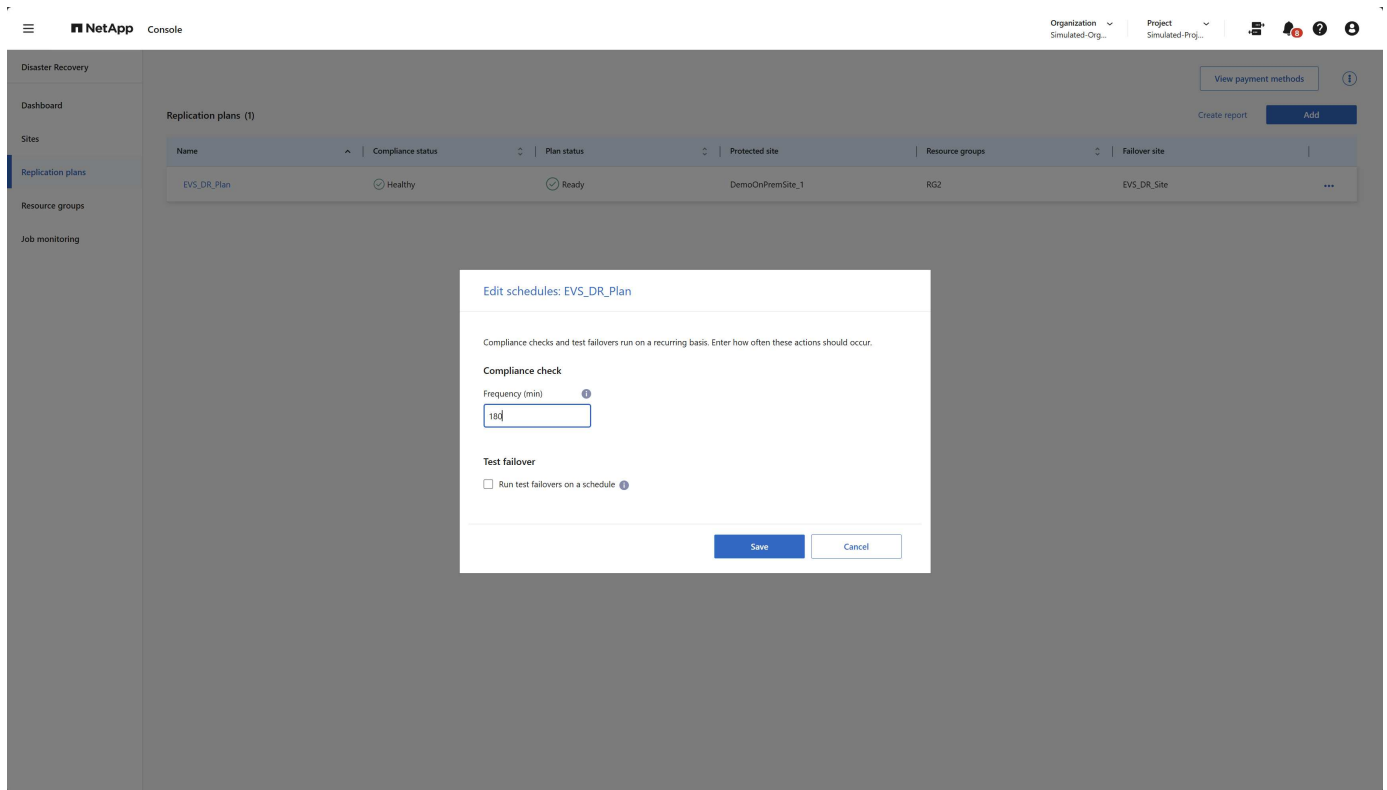 NetApp Console
Organization
Simulated-Org...
Project
Simulated-Proj...
8
Disaster Recovery
Dashboard
Sites
Replication plans
Resource groups
Job monitoring
View payment methods
Replication plans (1)
Create report
Add
Name Compliance status Plan status Protected site Resource groups Failover site
EVS_DR_Plan Healthy Ready DemoOnPremSite_1 RG2 EVS_DR_Site ...
Edit schedules: EVS_DR_Plan
Compliance checks and test failovers run on a recurring basis. Enter how often these actions should occur.
Compliance check
Frequency (min)
180
Test failover
Run test failovers on a schedule
Save Cancel